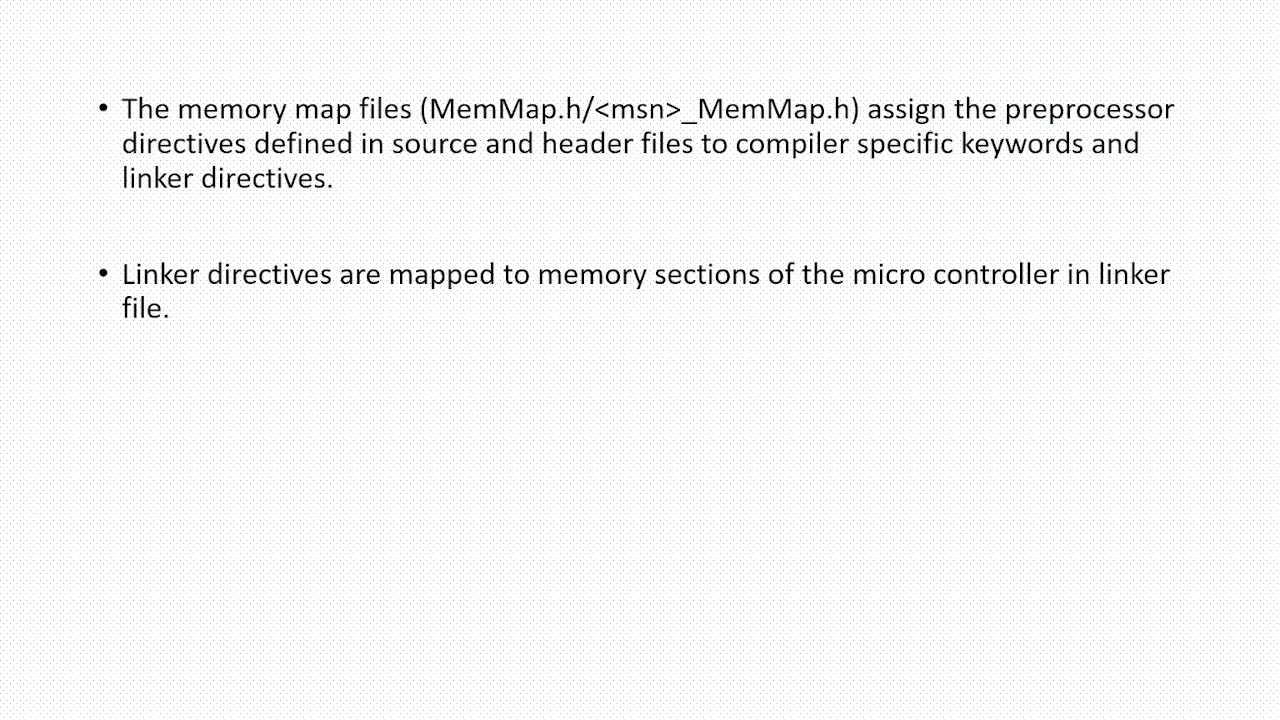 • The memory map files (MemMap.h/<msn>_MemMap.h) assign the preprocessor
directives defined in source and header files to compiler specific keywords and
linker directives.
• Linker directives are mapped to memory sections of the micro controller in linker
file.